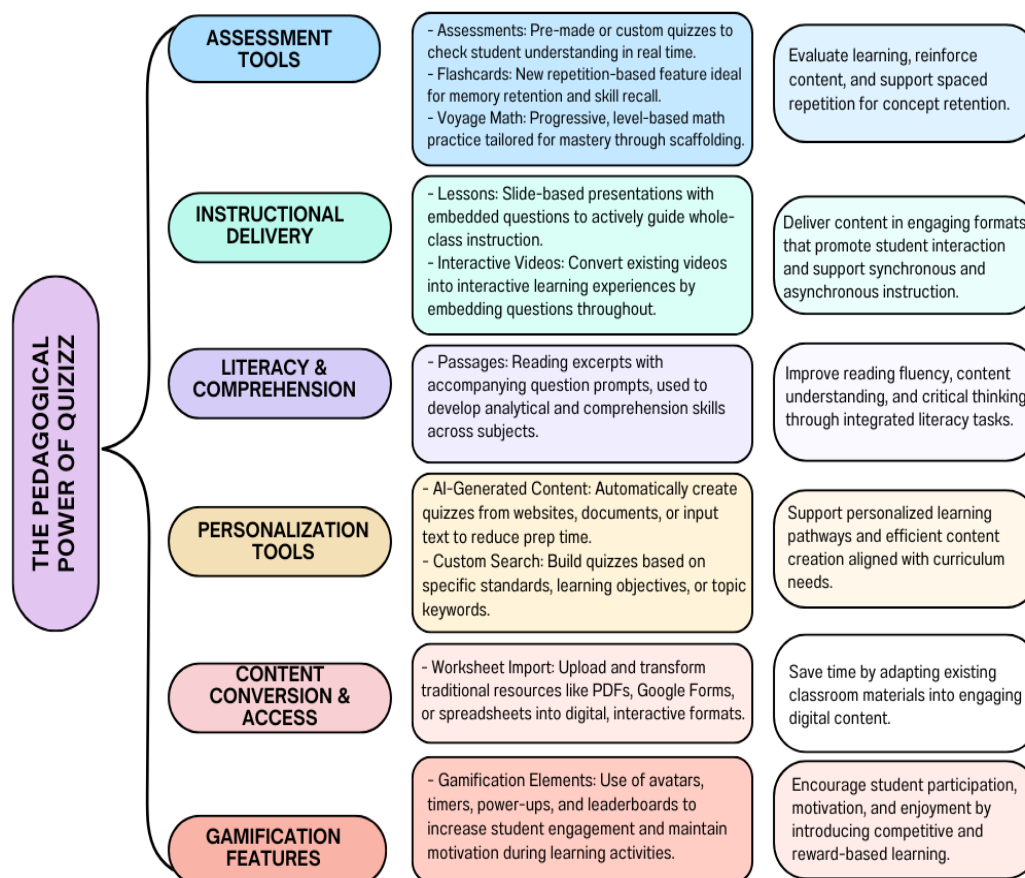 THE PEDAGOGICAL
POWER OF QUIZIZZ
ASSESSMENT
TOOLS
- Assessments: Pre-made or custom quizzes to
check student understanding in real time.
- Flashcards: New repetition-based feature ideal
for memory retention and skill recall.
- Voyage Math: Progressive, level-based math
practice tailored for mastery through scaffolding.
Evaluate learning, reinforce
content, and support spaced
repetition for concept retention.
INSTRUCTIONAL
DELIVERY
- Lessons: Slide-based presentations with
embedded questions to actively guide whole-
class instruction.
- Interactive Videos: Convert existing videos
into interactive learning experiences by
embedding questions throughout.
Deliver content in engaging formats
that promote student interaction
and support synchronous and
asynchronous instruction.
LITERACY &
COMPREHENSION
- Passages: Reading excerpts with
accompanying question prompts, used to
develop analytical and comprehension skills
across subjects.
Improve reading fluency, content
understanding, and critical thinking
through integrated literacy tasks.
PERSONALIZATION
TOOLS
- AI-Generated Content: Automatically create
quizzes from websites, documents, or input
text to reduce prep time.
- Custom Search: Build quizzes based on
specific standards, learning objectives, or topic
keywords.
Support personalized learning
pathways and efficient content
creation aligned with curriculum
needs.
CONTENT
CONVERSION &
ACCESS
- Worksheet Import: Upload and transform
traditional resources like PDFs, Google Forms,
or spreadsheets into digital, interactive formats.
Save time by adapting existing
classroom materials into engaging
digital content.
GAMIFICATION
FEATURES
- Gamification Elements: Use of avatars,
timers, power-ups, and leaderboards to
increase student engagement and maintain
motivation during learning activities.
Encourage student participation,
motivation, and enjoyment by
introducing competitive and
reward-based learning.